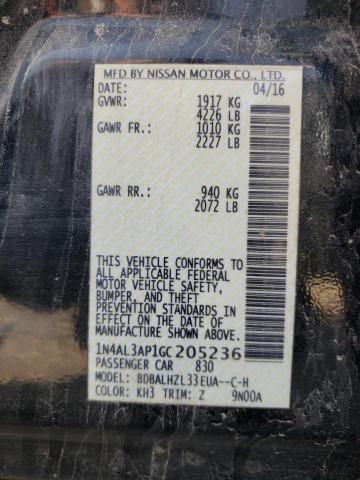 MFD BY NISSAN MOTOR CO., LTD.
DATE: 04/16
GVWR: 1917 KG
4226 LB
GAWR FR.: 1010 KG
2227 LB
GAWR RR.: 940 KG
2072 LB
THIS VEHICLE CONFORMS TO
ALL APPLICABLE FEDERAL
MOTOR VEHICLE SAFETY,
BUMPER, AND THEFT
PREVENTION STANDARDS IN
EFFECT ON THE DATE OF
MANUFACTURE SHOWN ABOVE.
1N4AL3AP1GC205236
PASSENGER CAR 830
MODEL: BDBALHZL33EUA--C-H
COLOR: KH3 TRIM: Z 9N00A